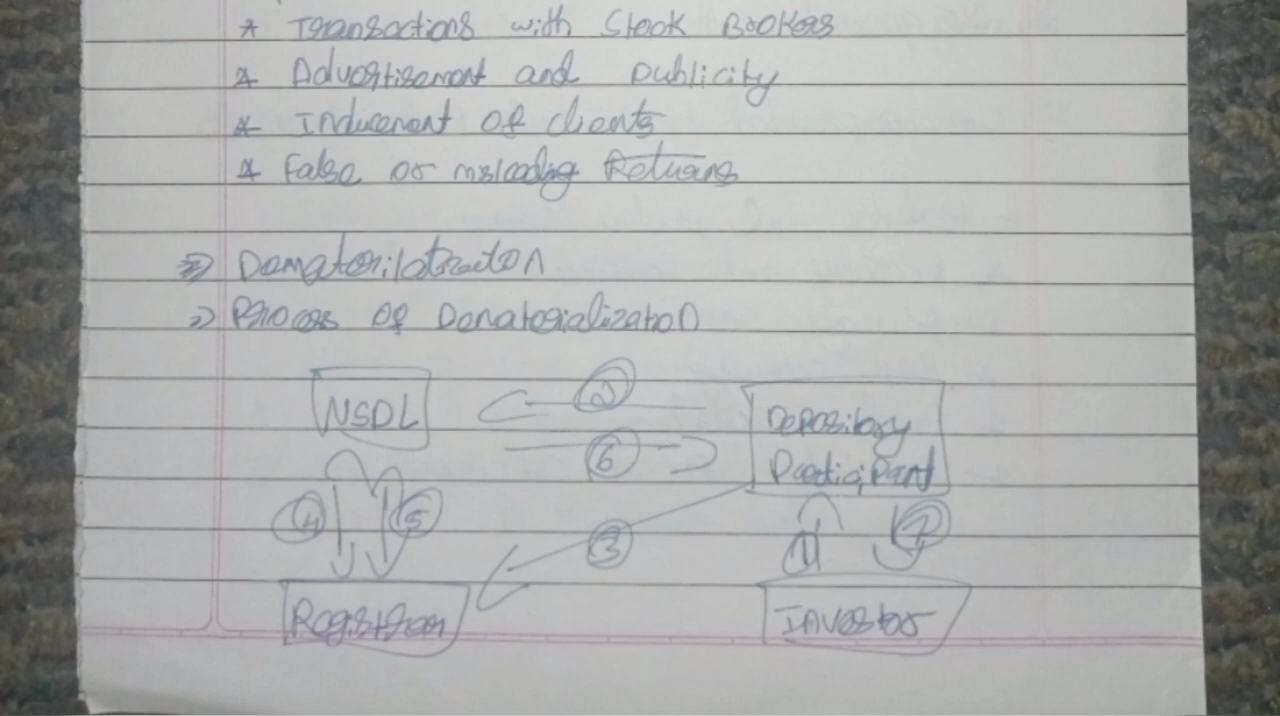 * Transactions with Stock Brokers
* Advertisement and Publicity
* Inducement of clients
* False or misleading Returns
=> Dematerilatzaction
=> Process of Dematerialization
NSDL
2
Depository
Participant
6
4
5
3
1
7
Registrar
Investor